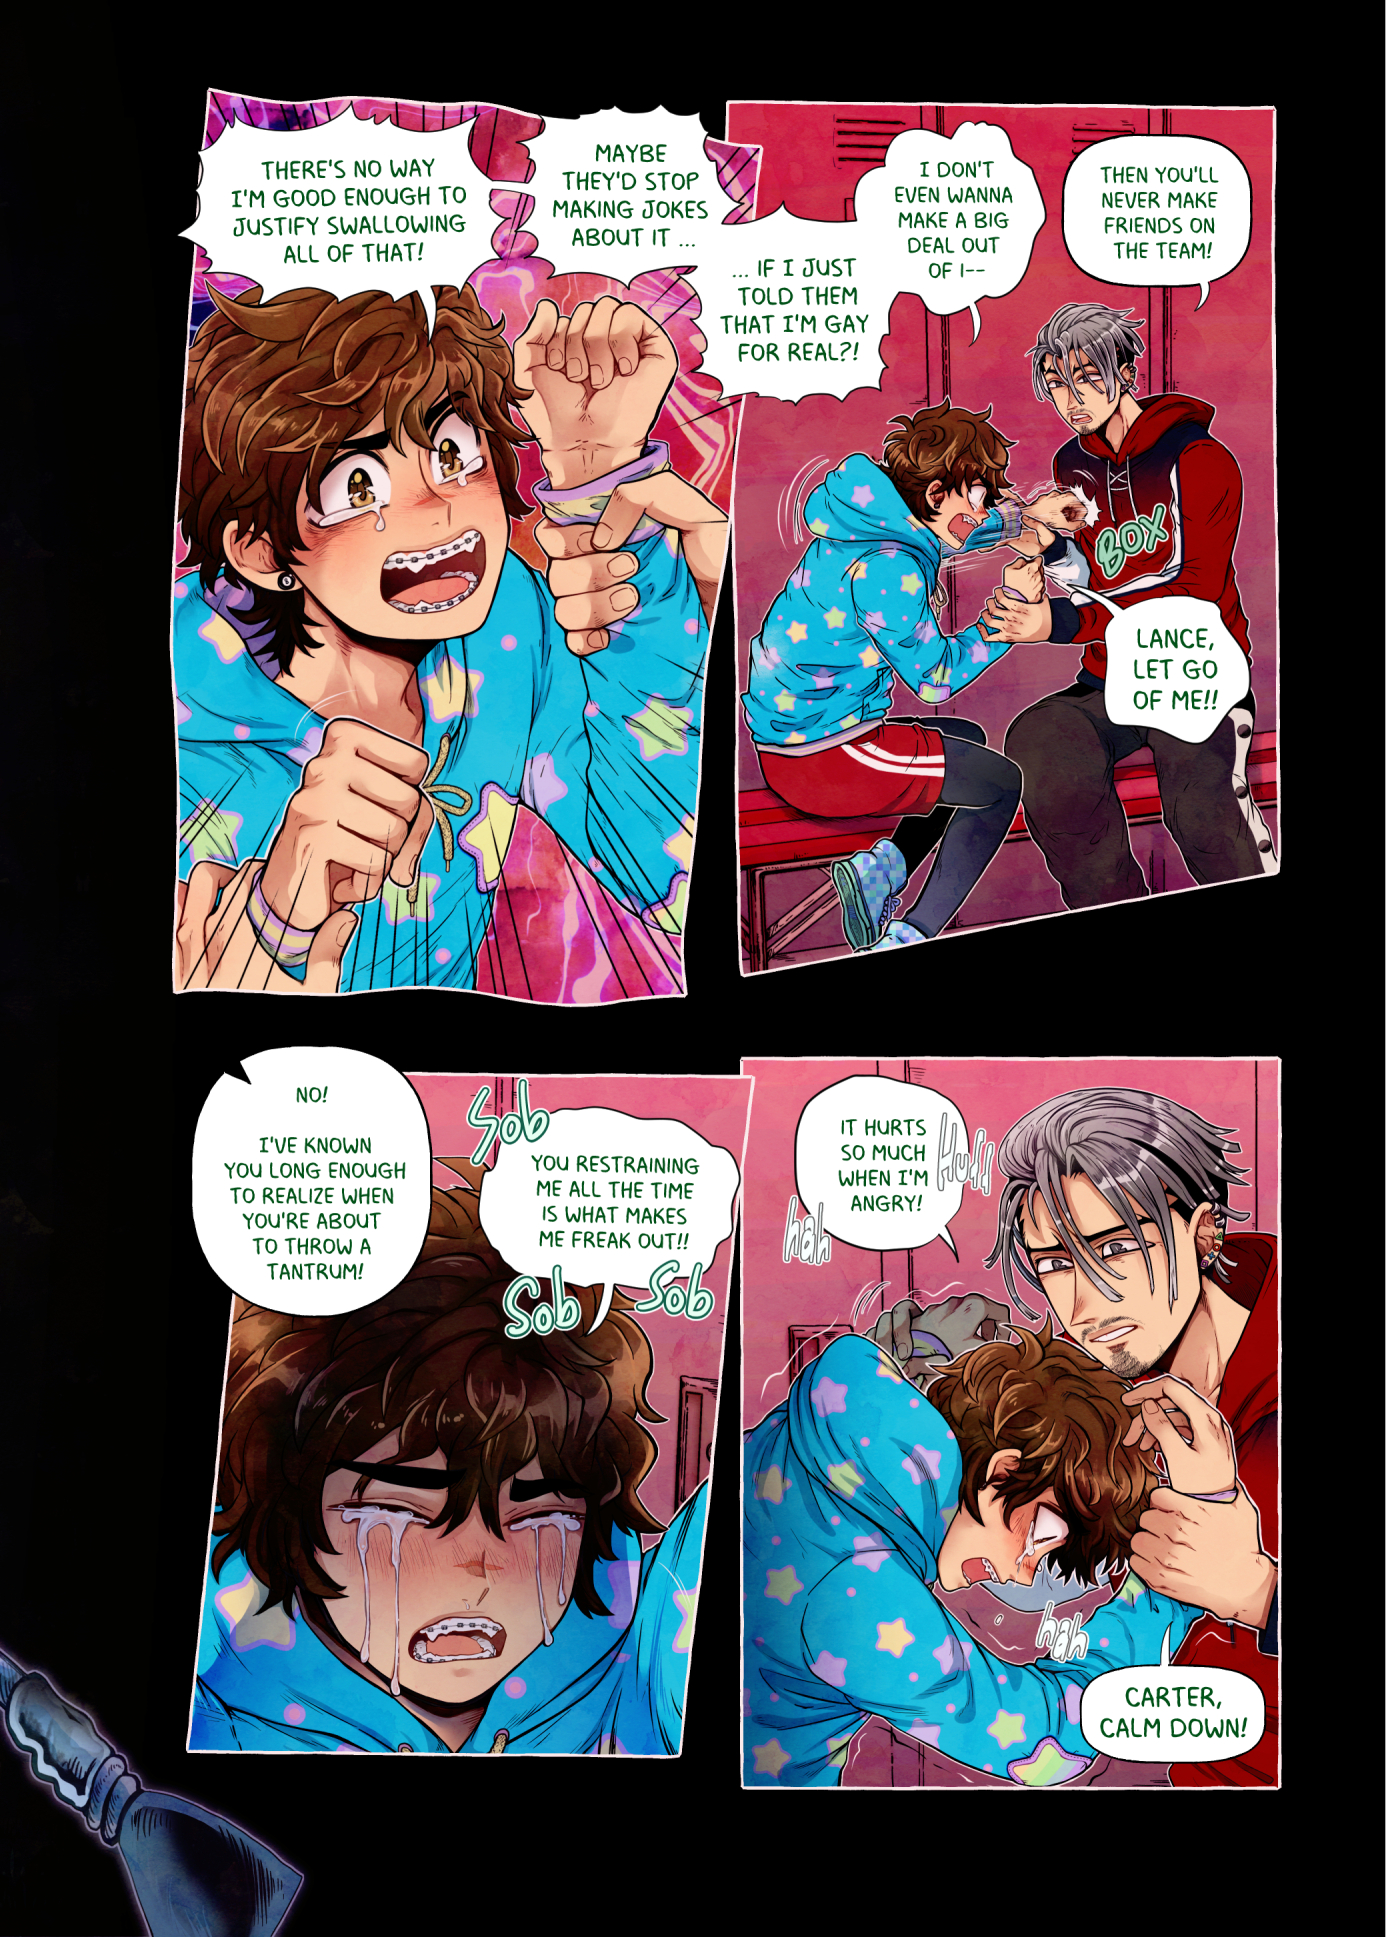 THERE'S NO WAY
I'M GOOD ENOUGH TO
JUSTIFY SWALLOWING
ALL OF THAT!
MAYBE
THEY'D STOP
MAKING JOKES
ABOUT IT ...
... IF I JUST
TOLD THEM
THAT I'M GAY
FOR REAL?!
I DON'T
EVEN WANNA
MAKE A BIG
DEAL OUT
OF I--
THEN YOU'LL
NEVER MAKE
FRIENDS ON
THE TEAM!
BOX
LANCE,
LET GO
OF ME!!
NO!
I'VE KNOWN
YOU LONG ENOUGH
TO REALIZE WHEN
YOU'RE ABOUT
TO THROW A
TANTRUM!
Sob
YOU RESTRAINING
ME ALL THE TIME
IS WHAT MAKES
ME FREAK OUT!!
Sob
Sob
IT HURTS
SO MUCH
WHEN I'M
ANGRY!
Huff
hah
hah
CARTER,
CALM DOWN!